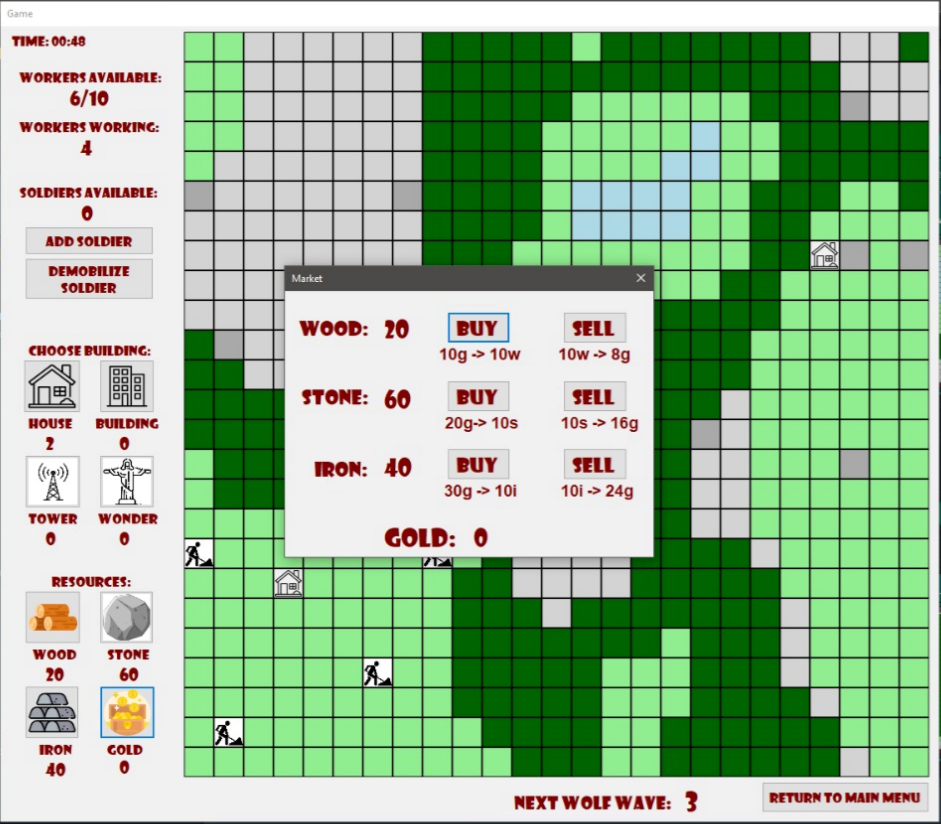 Game
TIME: 00:48
WORKERS AVAILABLE:
6/10
WORKERS WORKING:
4
SOLDIERS AVAILABLE:
0
ADD SOLDIER
DEMOBILIZE
SOLDIER
CHOOSE BUILDING:
HOUSE BUILDING
2 0
TOWER WONDER
0 0
RESOURCES:
WOOD STONE
20 60
IRON GOLD
40 0
Market
WOOD: 20 BUY SELL
10g -> 10w 10w -> 8g
STONE: 60 BUY SELL
20g-> 10s 10s -> 16g
IRON: 40 BUY SELL
30g -> 10i 10i -> 24g
GOLD: 0
NEXT WOLF WAVE: 3
RETURN TO MAIN MENU